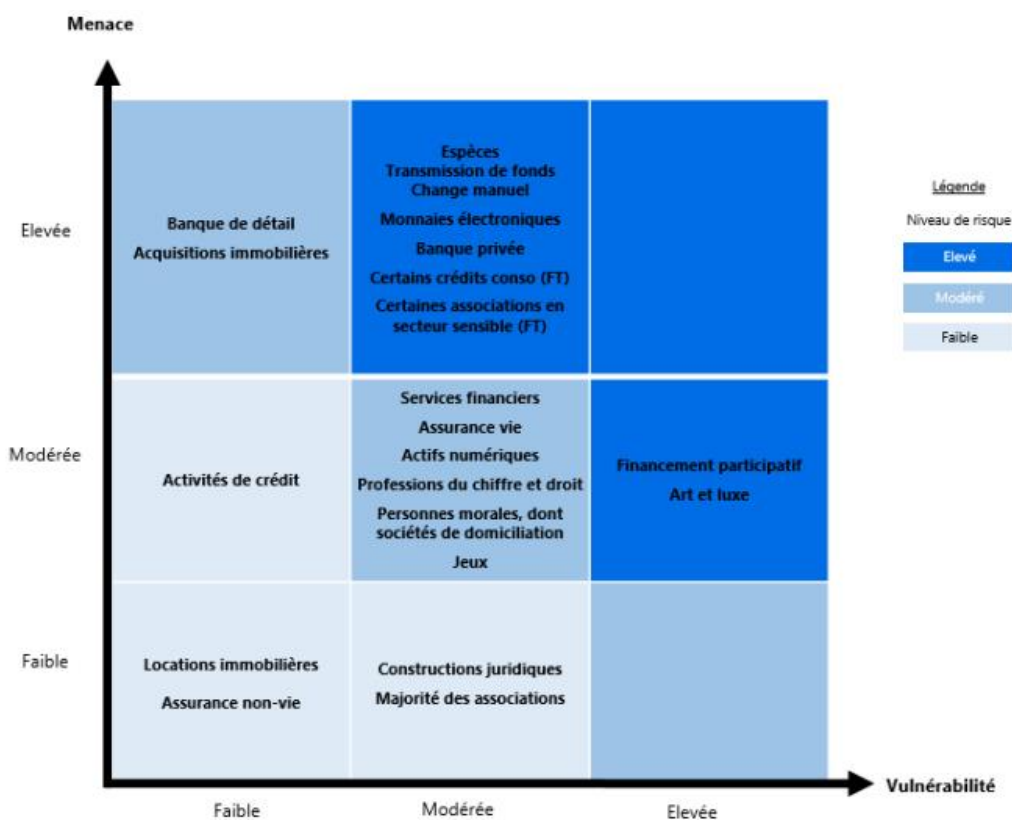 Menace
Elevée
Banque de détail
Acquisitions immobilières
Espèces
Transmission de fonds
Change manuel
Monnaies électroniques
Banque privée
Certains crédits conso (FT)
Certaines associations en
secteur sensible (FT)
Légende
Niveau de risque
Elevé
Modéré
Faible
Modérée
Activités de crédit
Services financiers
Assurance vie
Actifs numériques
Professions du chiffre et droit
Personnes morales, dont
sociétés de domiciliation
Jeux
Financement participatif
Art et luxe
Faible
Locations immobilières
Assurance non-vie
Constructions juridiques
Majorité des associations
Vulnérabilité
Faible
Modérée
Elevée